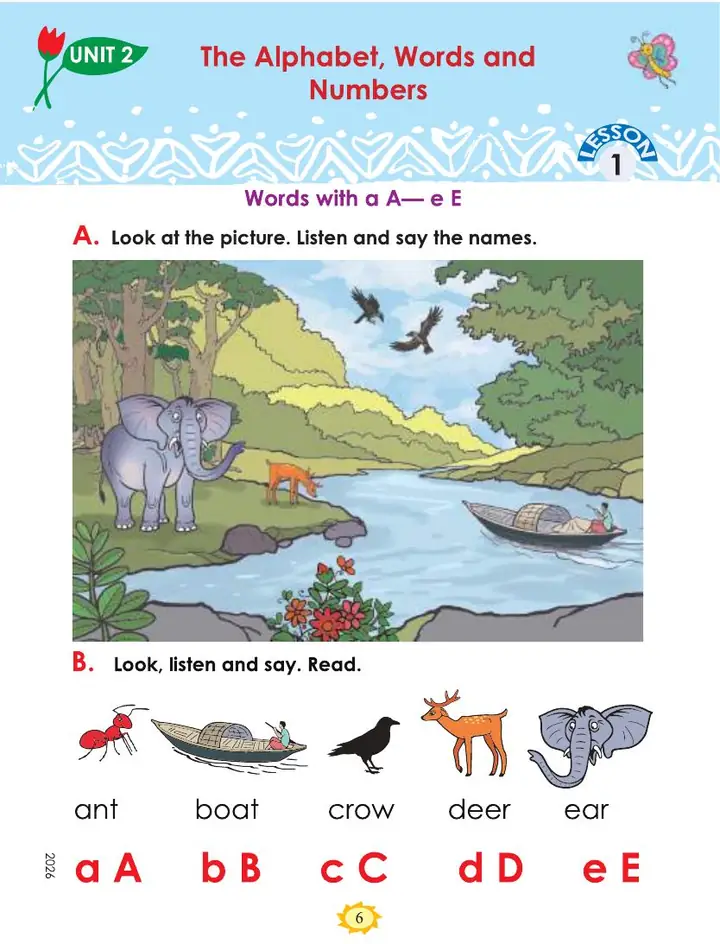 UNIT 2
The Alphabet, Words and
Numbers
LESSON
1
Words with a A— e E
A. Look at the picture. Listen and say the names.
B. Look, listen and say. Read.
ant boat crow deer ear
a A b B c C d D e E
2026
6